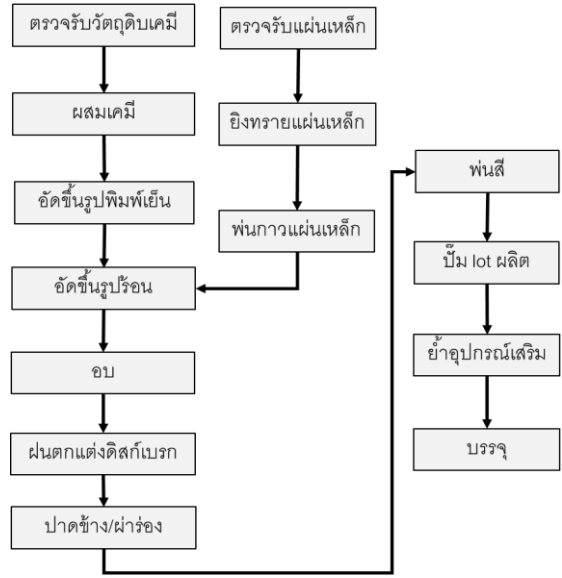 ตรวจรับวัตถุดิบเคมี
ผสมเคมี
อัดขึ้นรูปพิมพ์เย็น
อัดขึ้นรูปร้อน
อบ
ฝนตกแต่งดิสก์เบรก
ปาดข้าง/ผ่าร่อง
ตรวจรับแผ่นเหล็ก
ยิงทรายแผ่นเหล็ก
พ่นกาวแผ่นเหล็ก
พ่นสี
ปั๊ม lot ผลิต
ย้ำอุปกรณ์เสริม
บรรจุ